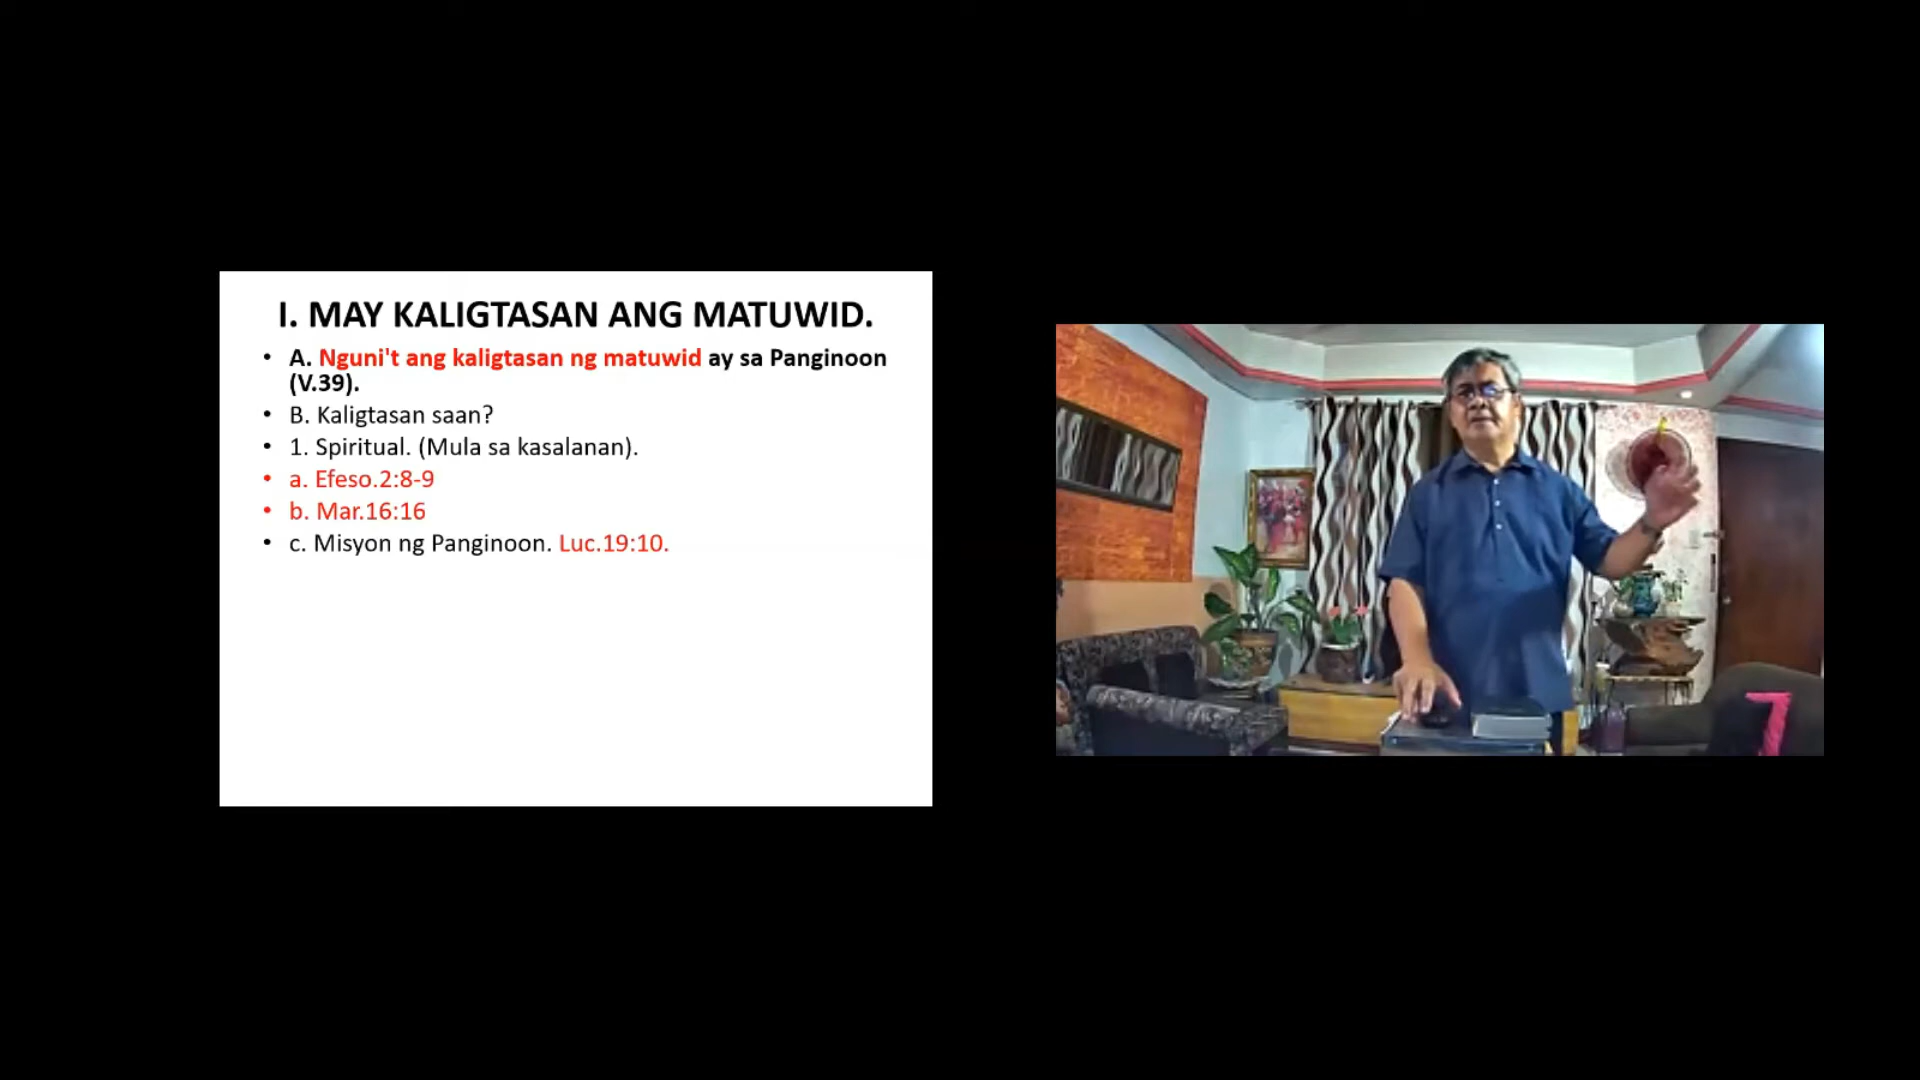 I. MAY KALIGTASAN ANG MATUWID.
• A. Nguni't ang kaligtasan ng matuwid ay sa Panginoon
(V.39).
• B. Kaligtasan saan?
• 1. Spiritual. (Mula sa kasalanan).
• a. Efeso.2:8-9
• b. Mar.16:16
• c. Misyon ng Panginoon. Luc.19:10.